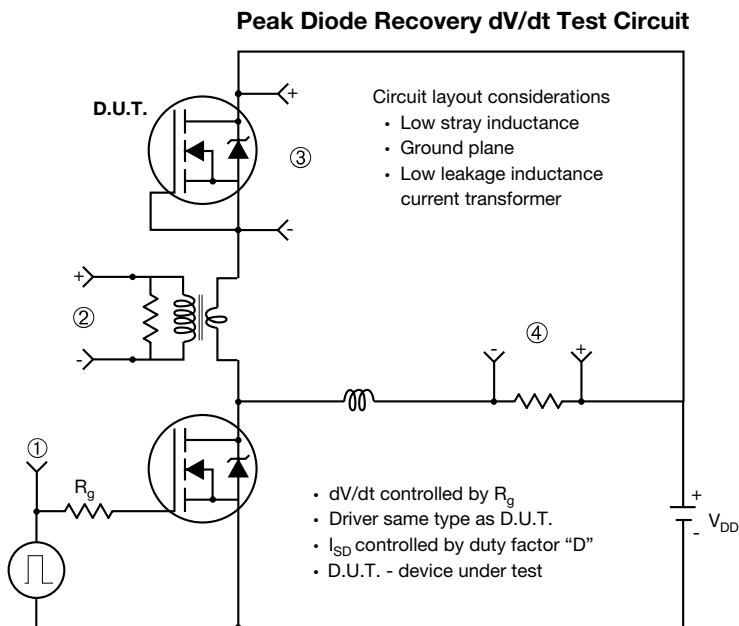 Peak Diode Recovery dV/dt Test Circuit
D.U.T.
+
-
③
Circuit layout considerations
• Low stray inductance
• Ground plane
• Low leakage inductance
current transformer
+
-
②
-
④
+
①
Rg
• dV/dt controlled by Rg
• Driver same type as D.U.T.
• ISD controlled by duty factor “D”
• D.U.T. - device under test
+
-
VDD